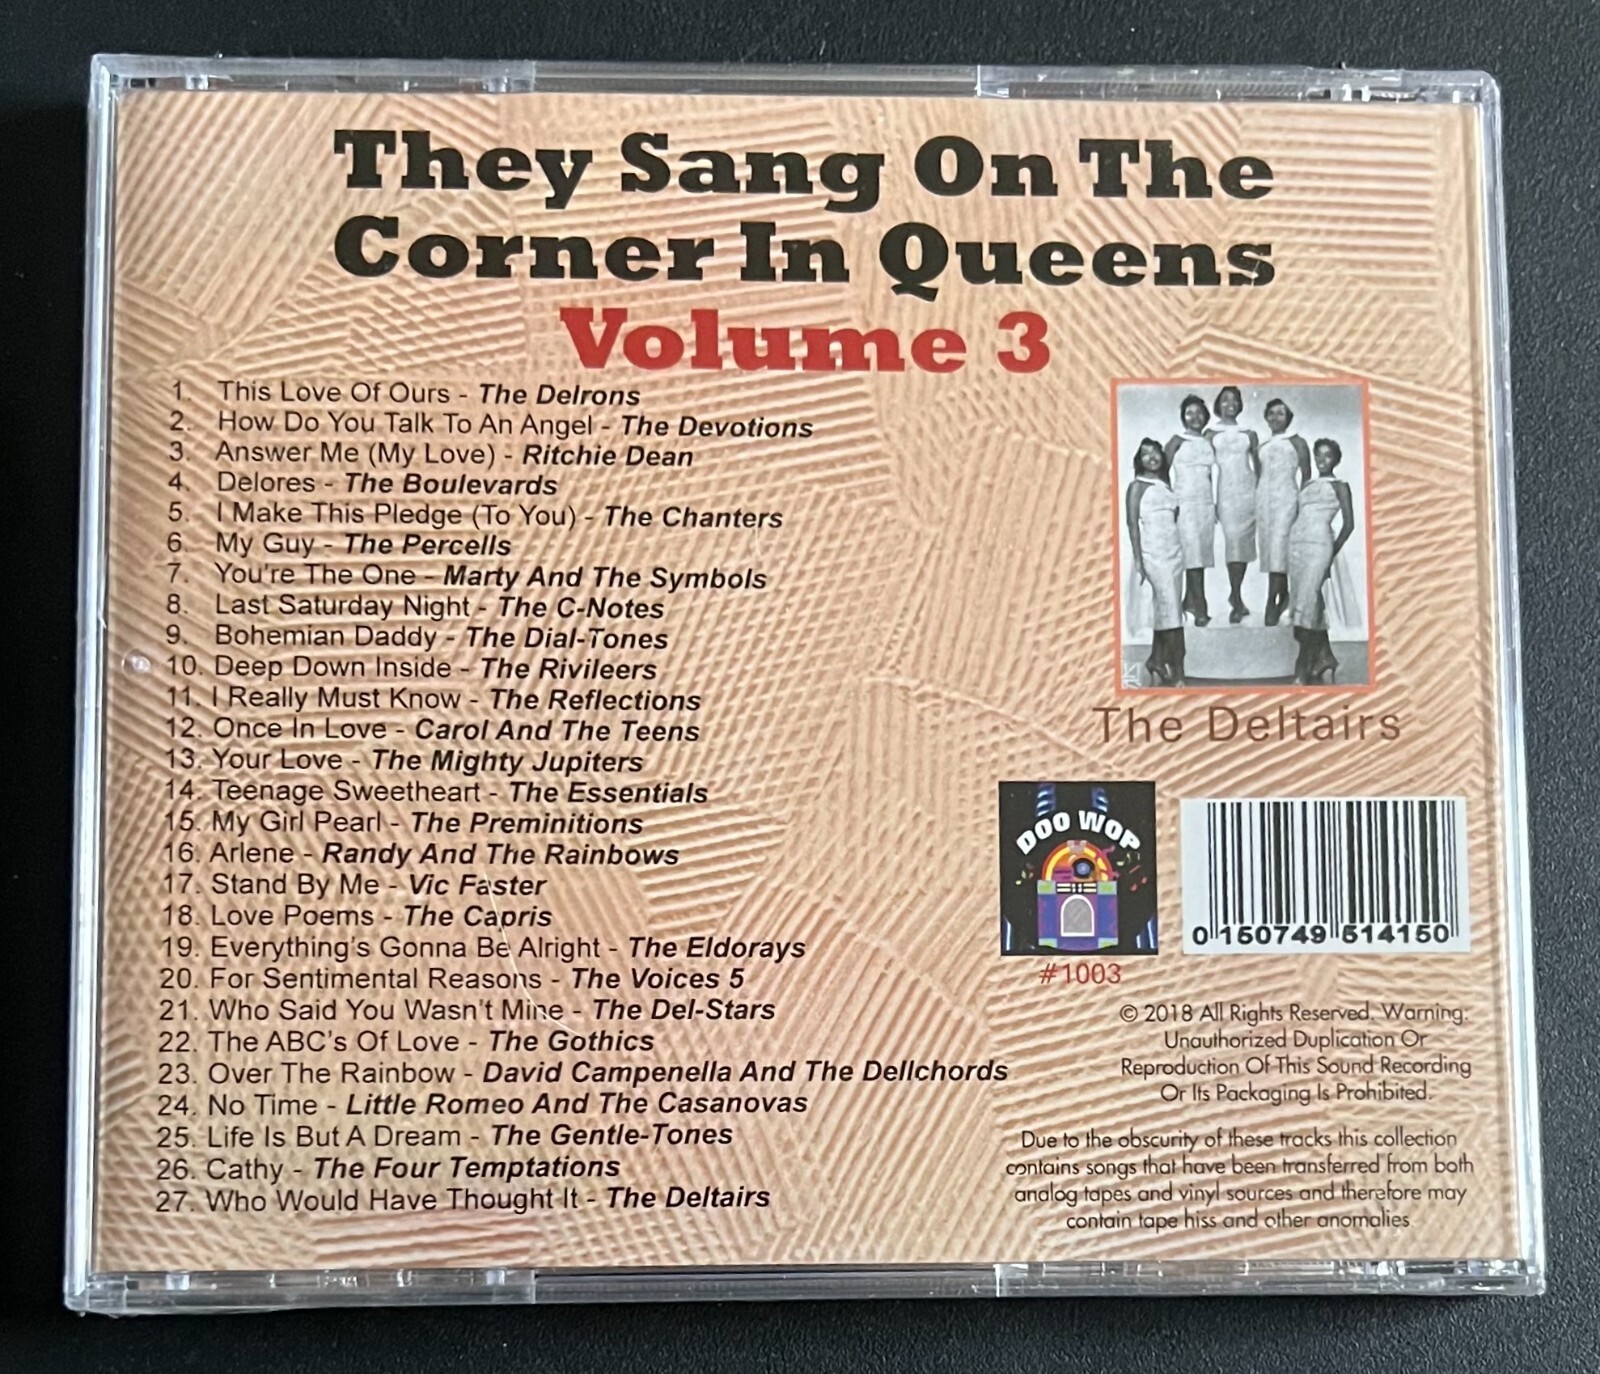 They Sang On The
Corner In Queens
Volume 3
1. This Love Of Ours - The Delrons
2. How Do You Talk To An Angel - The Devotions
3. Answer Me (My Love) - Ritchie Dean
4. Delores - The Boulevards
5. I Make This Pledge (To You) - The Chanters
6. My Guy - The Percells
7. You're The One - Marty And The Symbols
8. Last Saturday Night - The C-Notes
9. Bohemian Daddy - The Dial-Tones
10. Deep Down Inside - The Rivileers
11. I Really Must Know - The Reflections
12. Once In Love - Carol And The Teens
13. Your Love - The Mighty Jupiters
14. Teenage Sweetheart - The Essentials
15. My Girl Pearl - The Preminitions
16. Arlene - Randy And The Rainbows
17. Stand By Me - Vic Faster
18. Love Poems - The Capris
19. Everything's Gonna Be Alright - The Eldorays
20. For Sentimental Reasons - The Voices 5
21. Who Said You Wasn't Mine - The Del-Stars
22. The ABC's Of Love - The Gothics
23. Over The Rainbow - David Campenella And The Dellchords
24. No Time - Little Romeo And The Casanovas
25. Life Is But A Dream - The Gentle-Tones
26. Cathy - The Four Temptations
27. Who Would Have Thought It - The Deltairs
The Deltairs
DOO WOP
#1003
0 150749 514150
© 2018 All Rights Reserved. Warning:
Unauthorized Duplication Or
Reproduction Of This Sound Recording
Or Its Packaging Is Prohibited.
Due to the obscurity of these tracks this collection
contains songs that have been transferred from both
analog tapes and vinyl sources and therefore may
contain tape hiss and other anomalies